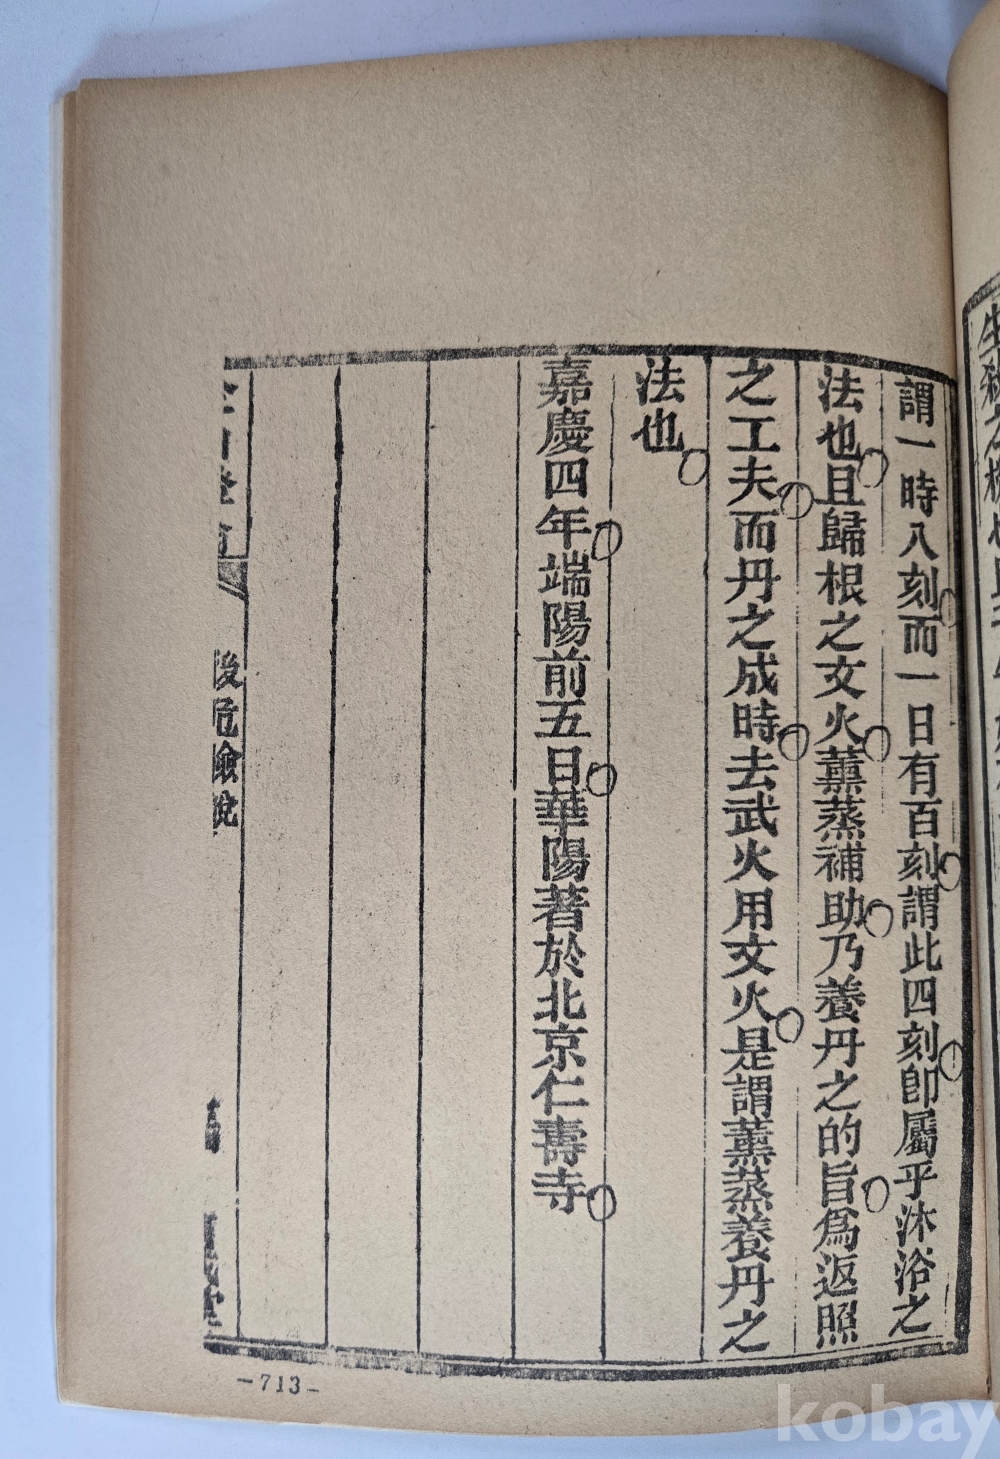 謂一時八刻而一日有百刻謂此四刻卽屬乎沐浴之
法也且歸根之文火薰蒸補助乃養丹之的旨爲返照
之工夫而丹之成時去武火用文火是謂薰蒸養丹之
法也
嘉慶四年端陽前五日華陽著於北京仁壽寺
後危險說
-713-
kobay